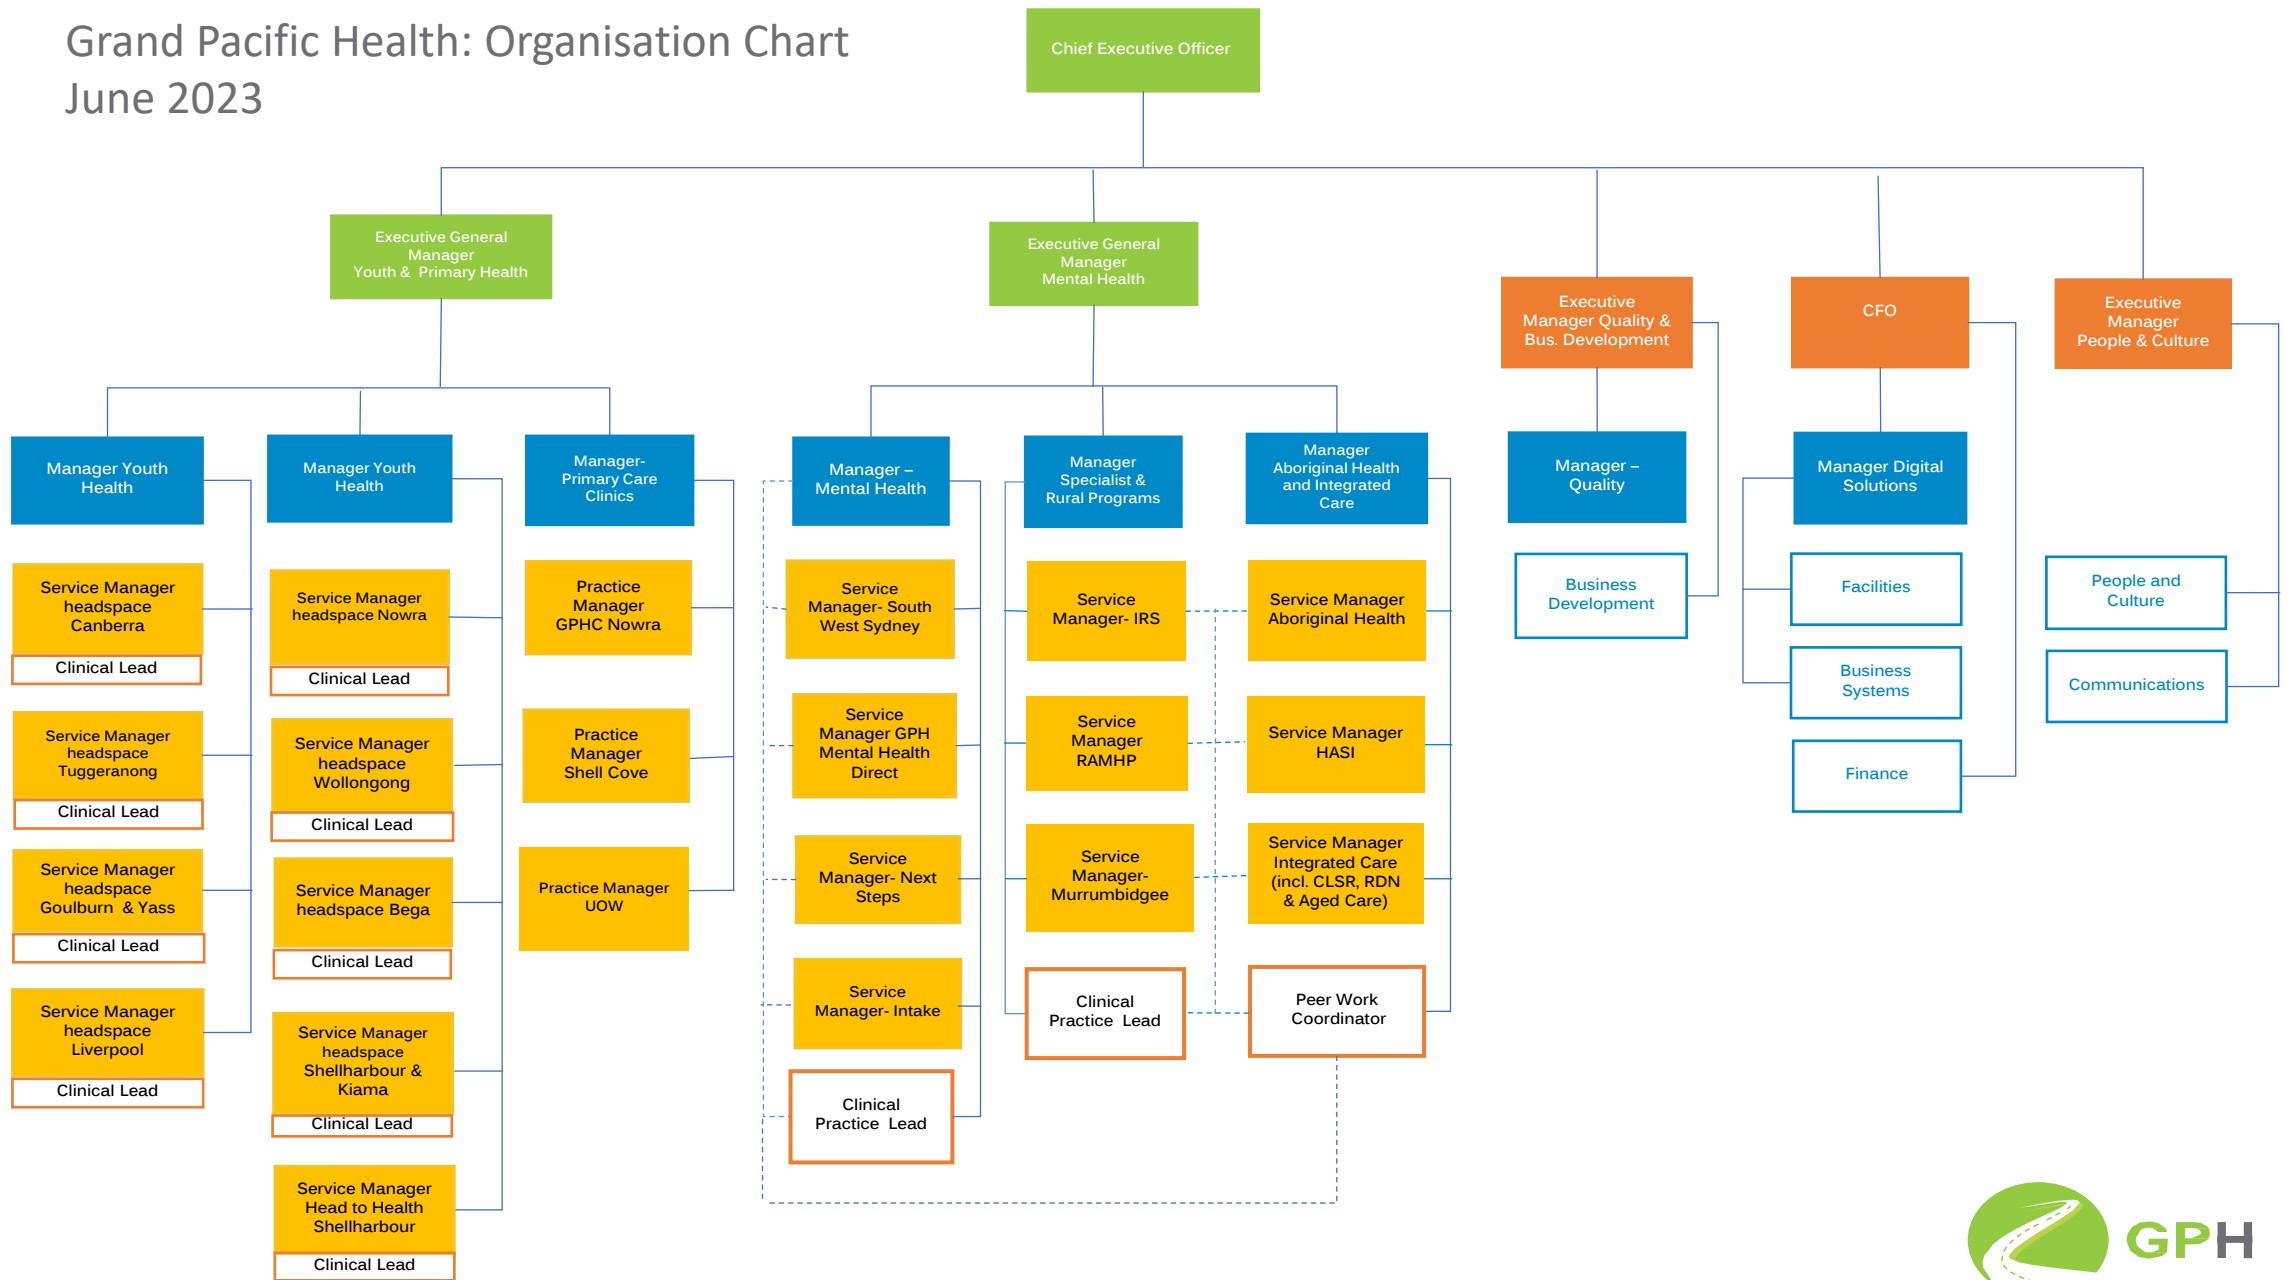 Grand Pacific Health: Organisation Chart
June 2023
Chief Executive Officer
Executive General
Manager
Youth & Primary Health
Executive General
Manager
Mental Health
Executive
Manager Quality &
Bus. Development
CFO
Executive
Manager
People & Culture
Manager Youth
Health
Manager Youth
Health
Manager-
Primary Care
Clinics
Manager –
Mental Health
Manager
Specialist &
Rural Programs
Manager
Aboriginal Health
and Integrated
Care
Manager –
Quality
Manager Digital
Solutions
Service Manager
headspace
Canberra
Clinical Lead
Service Manager
headspace
Tuggeranong
Clinical Lead
Service Manager
headspace
Goulburn & Yass
Clinical Lead
Service Manager
headspace
Liverpool
Clinical Lead
Service Manager
headspace Nowra
Clinical Lead
Service Manager
headspace
Wollongong
Clinical Lead
Service Manager
headspace Bega
Clinical Lead
Service Manager
headspace
Shellharbour &
Kiama
Clinical Lead
Service Manager
Head to Health
Shellharbour
Clinical Lead
Practice
Manager
GPHC Nowra
Practice
Manager
Shell Cove
Practice Manager
UOW
Service
Manager- South
West Sydney
Service
Manager GPH
Mental Health
Direct
Service
Manager- Next
Steps
Service
Manager- Intake
Clinical
Practice Lead
Service
Manager- IRS
Service
Manager
RAMHP
Service
Manager-
Murrumbidgee
Clinical
Practice Lead
Service Manager
Aboriginal Health
Service Manager
HASI
Service Manager
Integrated Care
(incl. CLSR, RDN
& Aged Care)
Peer Work
Coordinator
Business
Development
Facilities
Business
Systems
Finance
People and
Culture
Communications
GPH